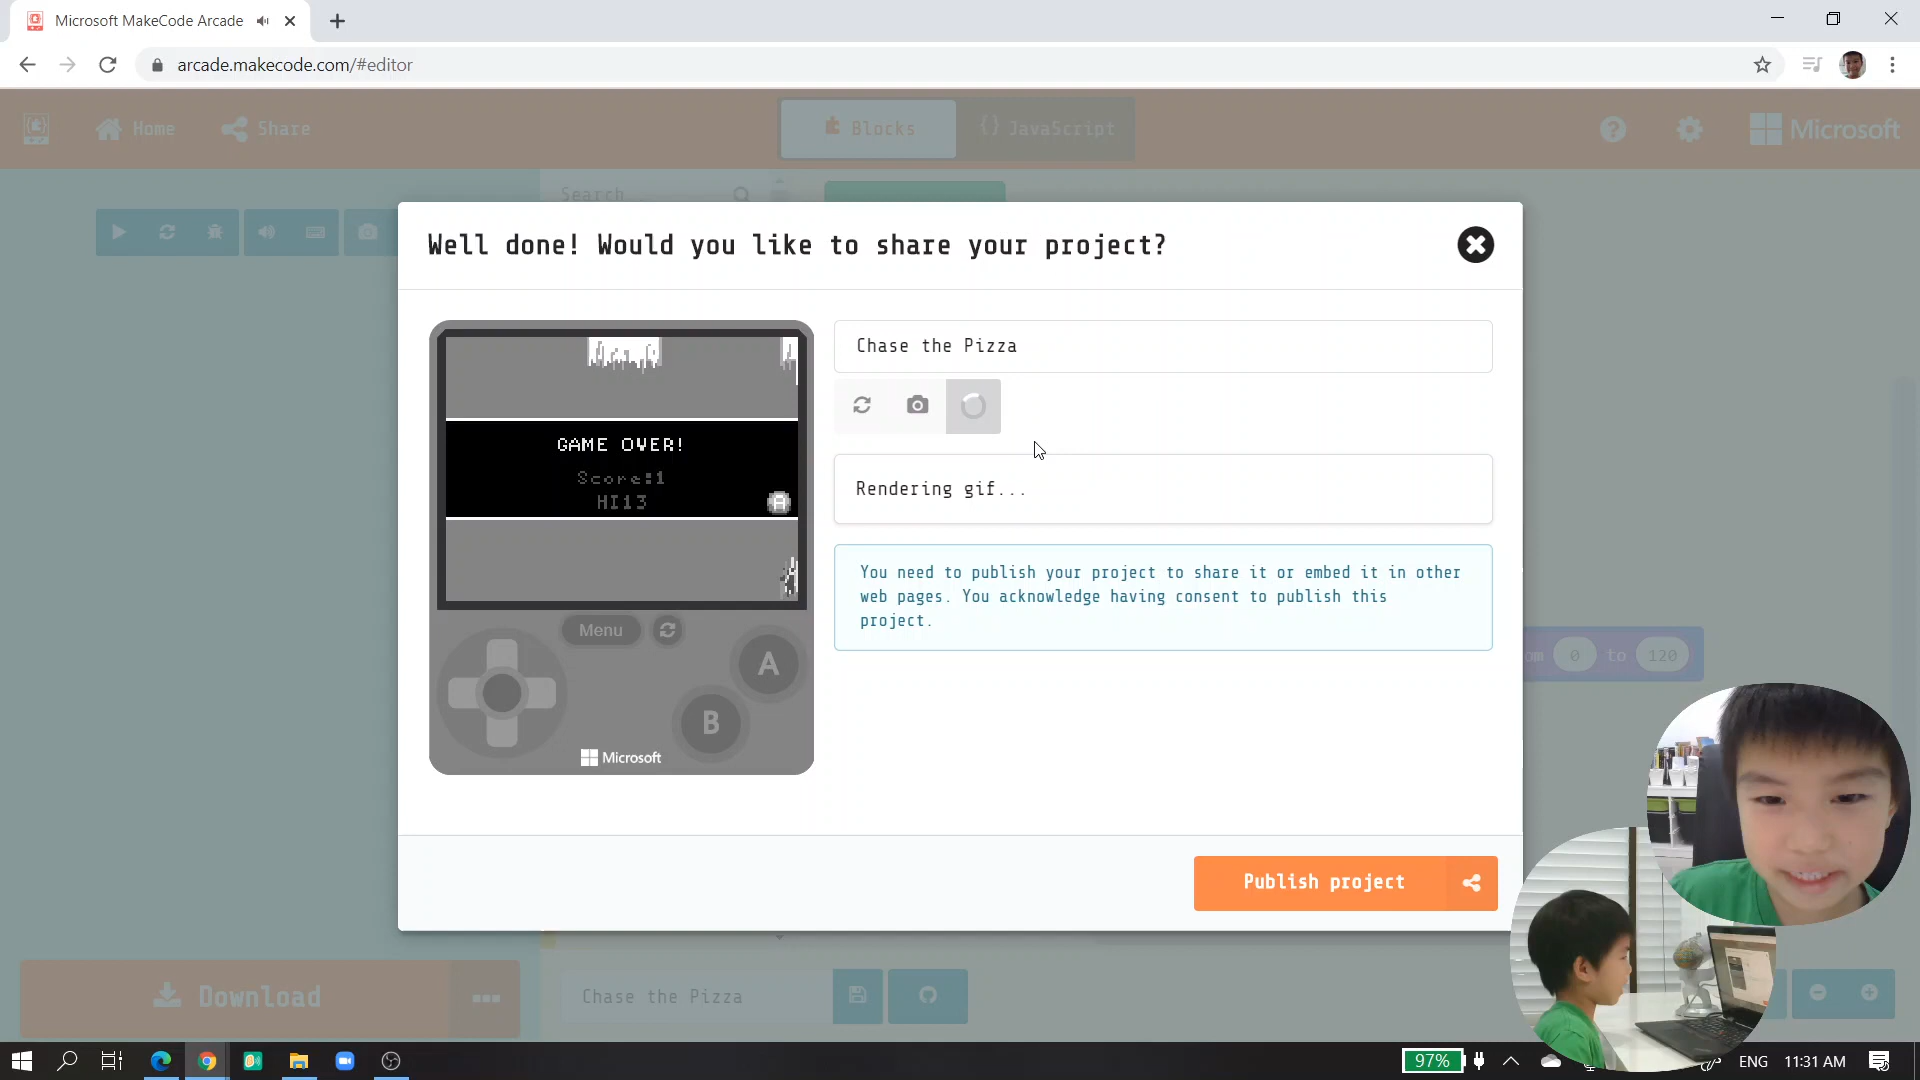 Microsoft MakeCode Arcade
arcade.makecode.com/#editor
Home
Share
Blocks
{} JavaScript
Microsoft
Search
Well done! Would you like to share your project?
GAME OVER!
Score:1
HI13
A
Menu
A
B
Microsoft
Chase the Pizza
Rendering gif...
You need to publish your project to share it or embed it in other
web pages. You acknowledge having consent to publish this
project.
om 0 to 120
Publish project
Download
Chase the Pizza
97%
ENG
11:31 AM